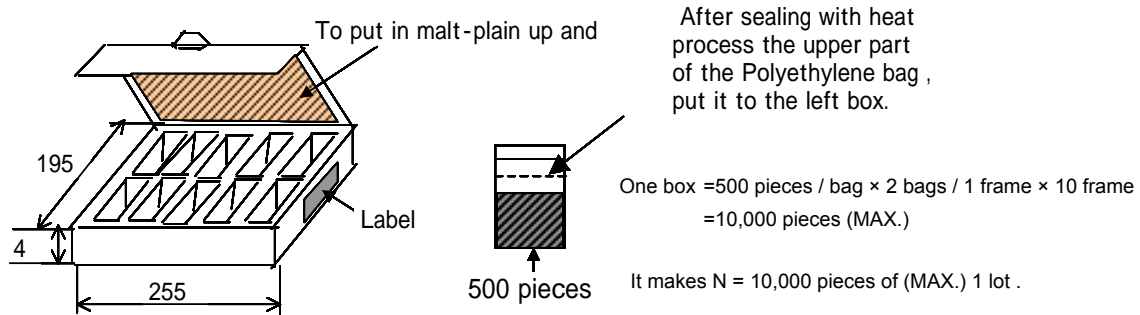 To put in malt-plain up and
After sealing with heat
process the upper part
of the Polyethylene bag ,
put it to the left box.
195
4
255
Label
500 pieces
One box =500 pieces / bag × 2 bags / 1 frame × 10 frame
=10,000 pieces (MAX.)
It makes N = 10,000 pieces of (MAX.) 1 lot .